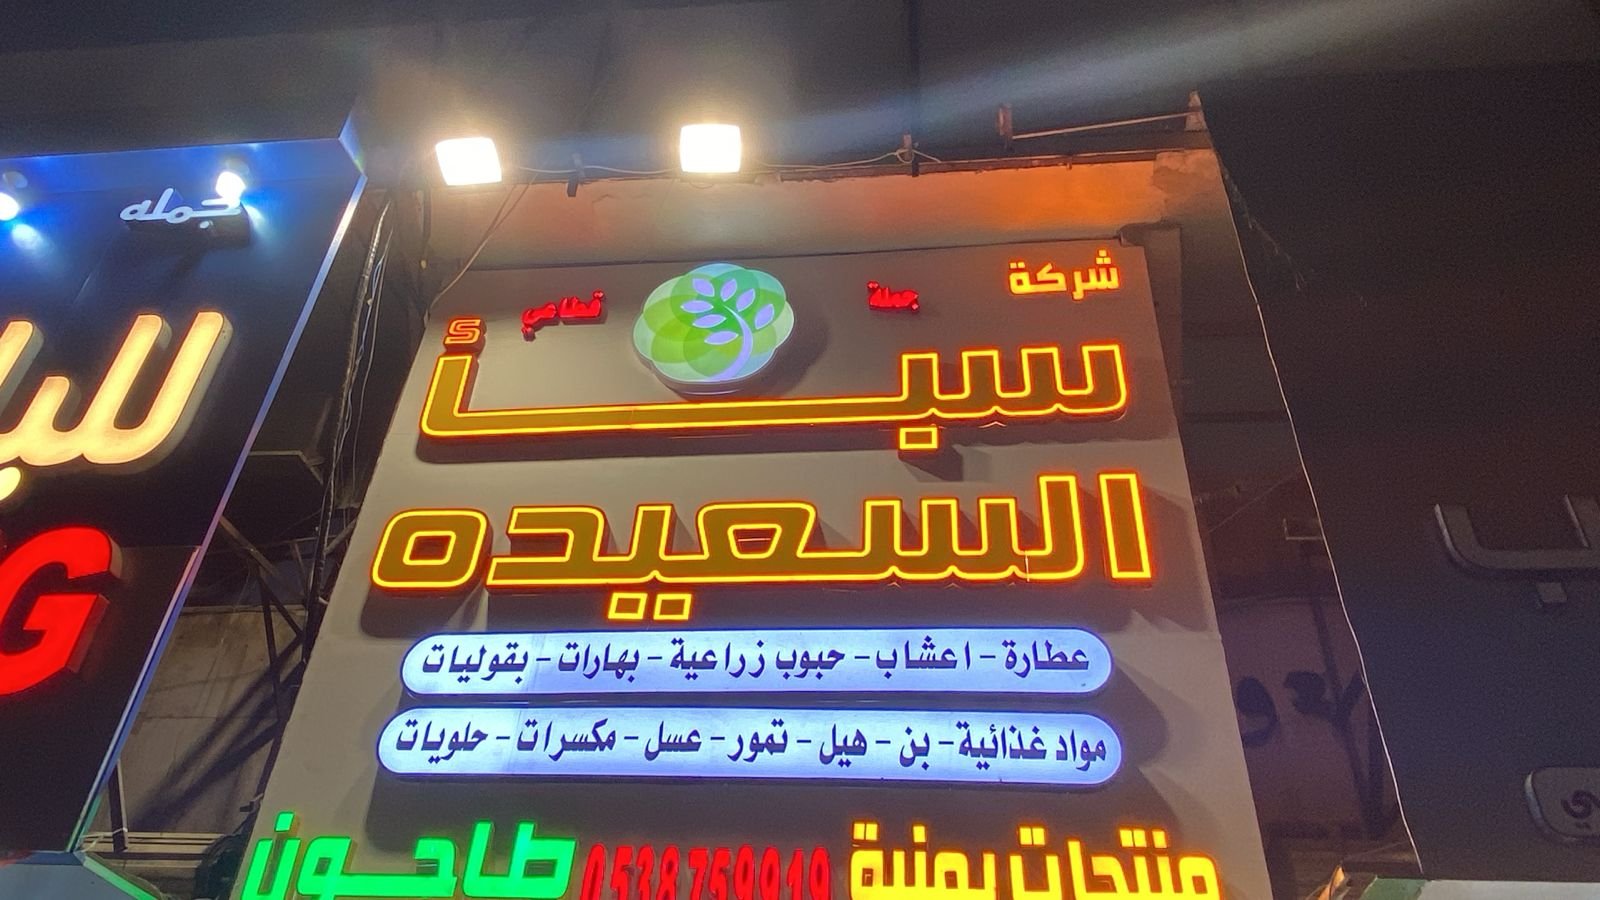 شركة
جملة
قطاعي
سبأ
السعيده
عطارة - اعشاب - حبوب زراعية - بهارات - بقوليات
مواد غذائية - بن - هيل - تمور - عسل - مكسرات - حلويات
منتجات يمنية 0538759919 طاحون
جمله
G